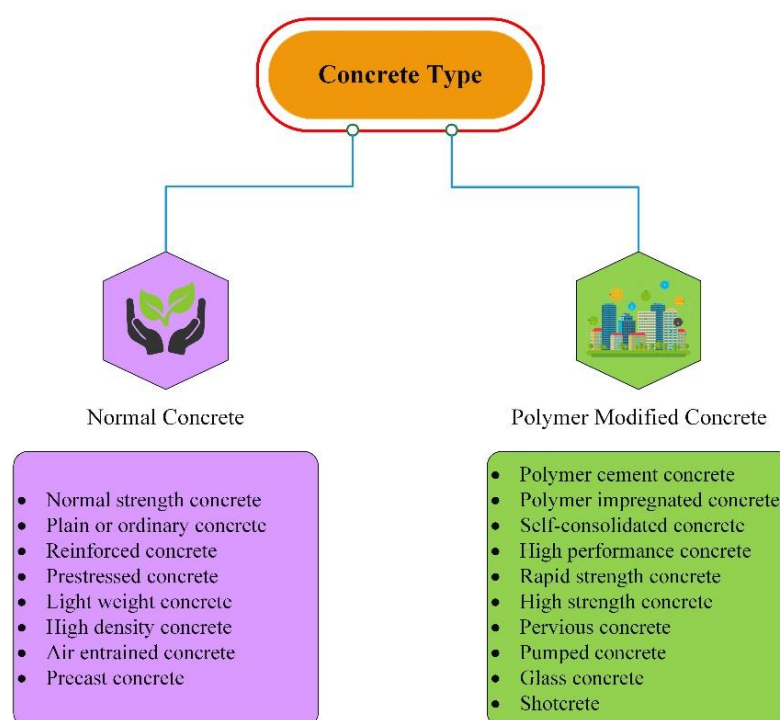 Concrete Type
Normal Concrete
Normal strength concrete
Plain or ordinary concrete
Reinforced concrete
Prestressed concrete
Light weight concrete
High density concrete
Air entrained concrete
Precast concrete
Polymer Modified Concrete
Polymer cement concrete
Polymer impregnated concrete
Self-consolidated concrete
High performance concrete
Rapid strength concrete
High strength concrete
Pervious concrete
Pumped concrete
Glass concrete
Shotcrete